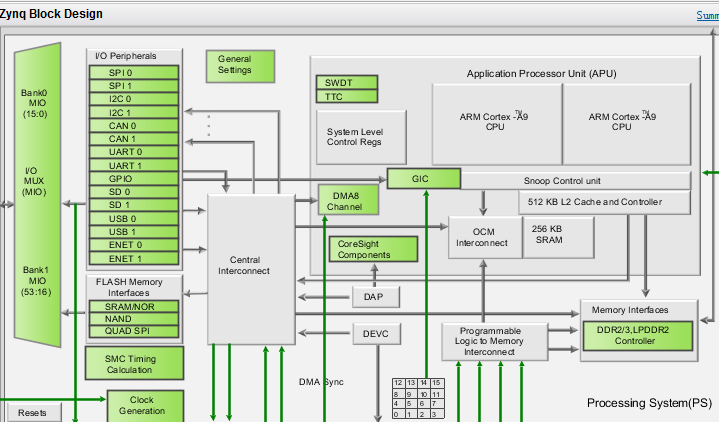 Zynq Block Design
Summ
I/O Peripherals
SPI 0
SPI 1
I2C 0
I2C 1
CAN 0
CAN 1
UART 0
UART 1
GPIO
SD 0
SD 1
USB 0
USB 1
ENET 0
ENET 1
Bank0
MIO
(15:0)
I/O
MUX
(MIO)
Bank1
MIO
(53:16)
General
Settings
FLASH Memory
Interfaces
SRAM/NOR
NAND
QUAD SPI
SMC Timing
Calculation
Clock
Generation
Resets
Central
Interconnect
Application Processor Unit (APU)
SWDT
TTC
System Level
Control Regs
ARM Cortex™-A9
CPU
ARM Cortex™-A9
CPU
GIC
Snoop Control unit
DMA8
Channel
512 KB L2 Cache and Controller
OCM
Interconnect
256 KB
SRAM
CoreSight
Components
DAP
DEVC
Programmable
Logic to Memory
Interconnect
Memory Interfaces
DDR2/3,LPDDR2
Controller
DMA Sync
12 13 14 15
8 9 10 11
4 5 6 7
0 1 2 3
Processing System(PS)